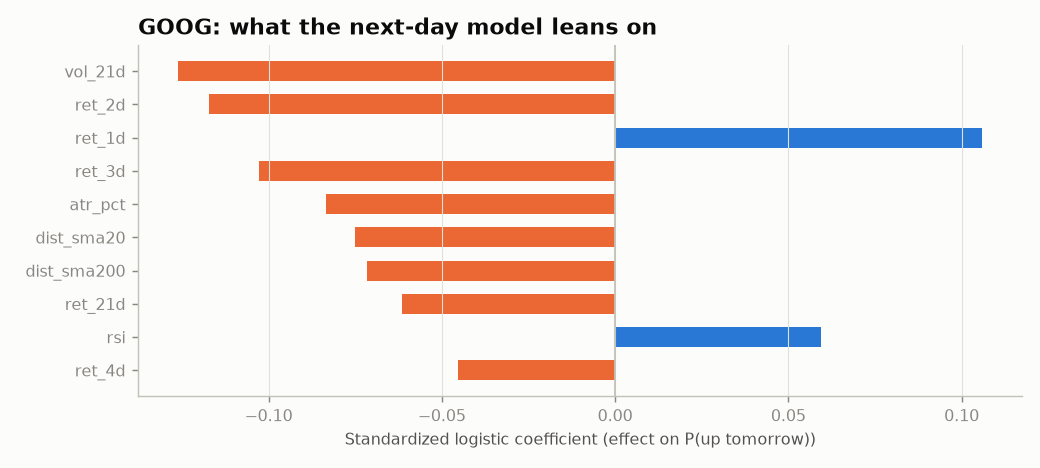 GOOG: what the next-day model leans on
vol_21d
ret_2d
ret_1d
ret_3d
atr_pct
dist_sma20
dist_sma200
ret_21d
rsi
ret_4d
−0.10 −0.05 0.00 0.05 0.10
Standardized logistic coefficient (effect on P(up tomorrow))